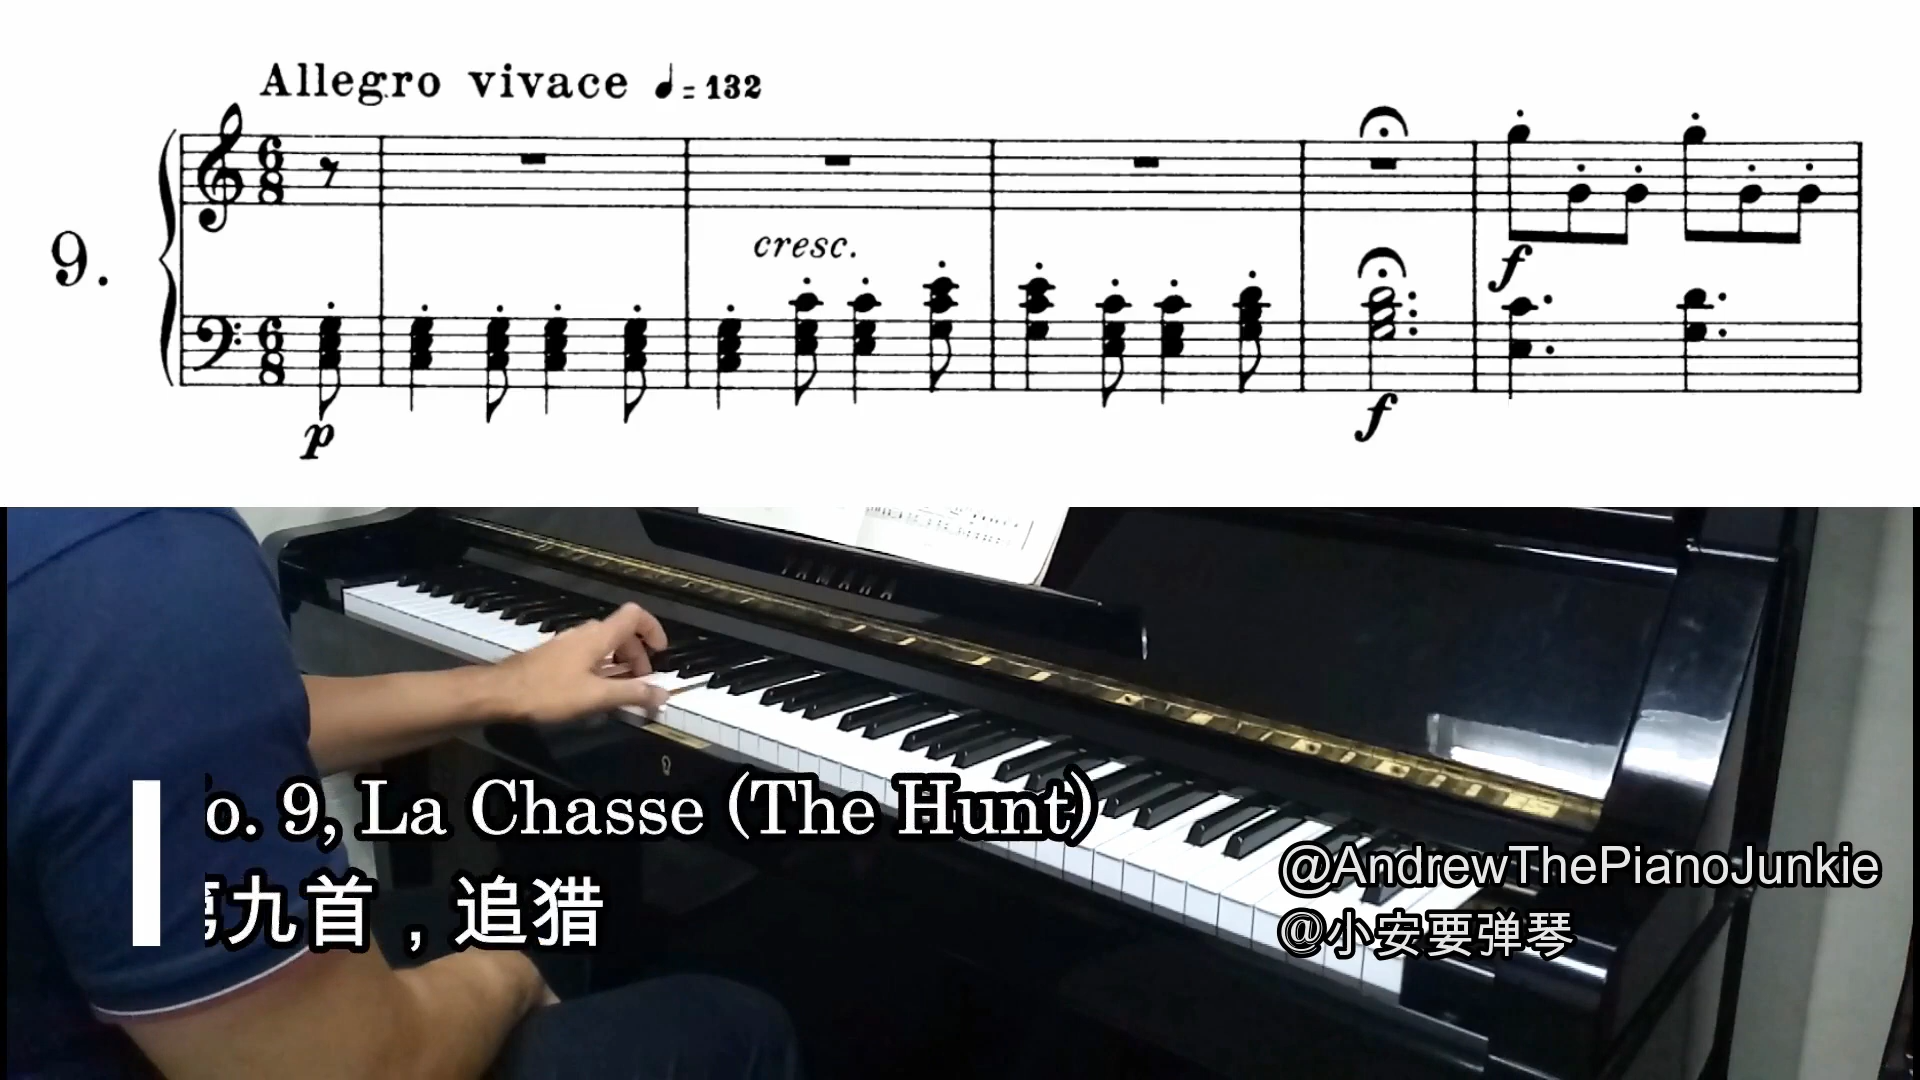 Allegro vivace ♩=132
9.
cresc.
p
f
f
YAMAHA
o. 9, La Chasse (The Hunt)
第九首，追猎
@AndrewThePianoJunkie
@小安要弹琴